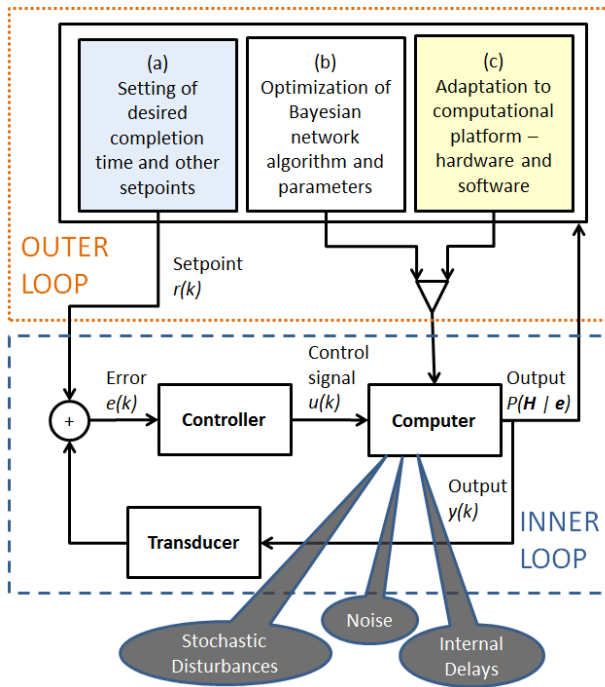 (a)
Setting of
desired
completion
time and other
setpoints
(b)
Optimization of
Bayesian
network
algorithm and
parameters
(c)
Adaptation to
computational
platform –
hardware and
software
OUTER
LOOP
Setpoint
r(k)
Error
e(k)
Control
signal
u(k)
Output
P(H | e)
+
Controller
Computer
Output
y(k)
Transducer
INNER
LOOP
Stochastic
Disturbances
Noise
Internal
Delays